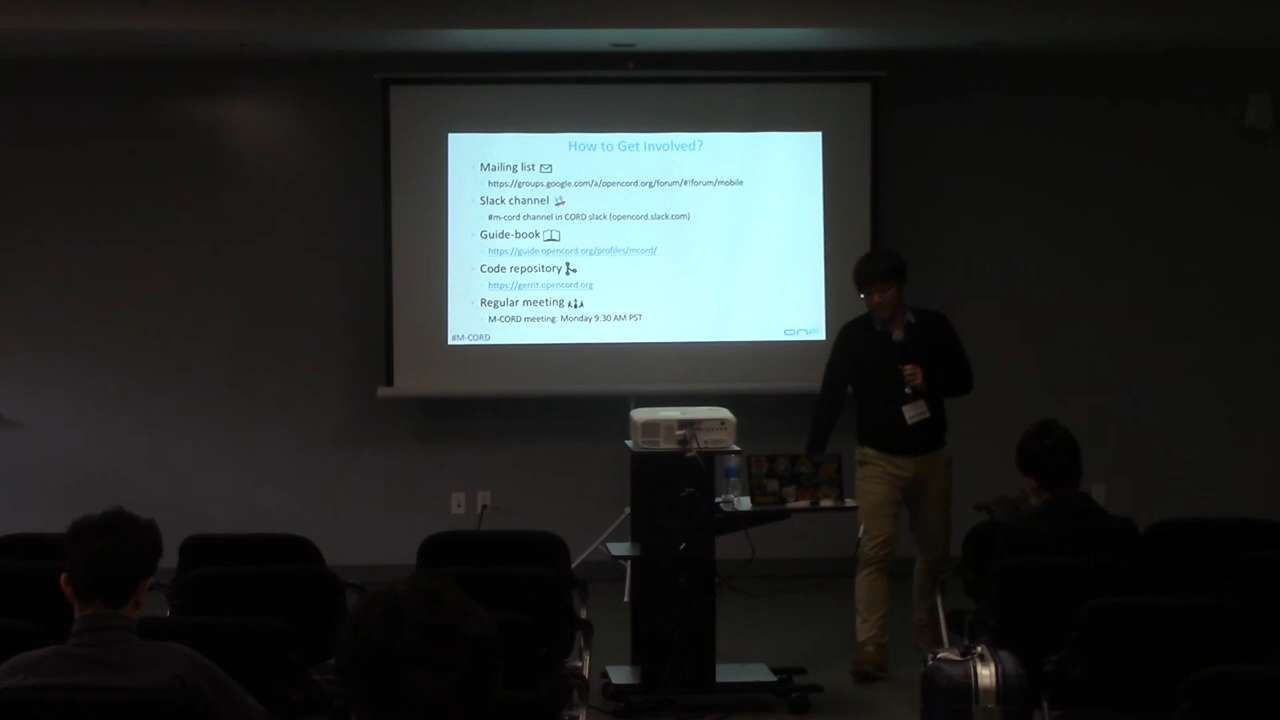 How to Get Involved?
Mailing list
https://groups.google.com/a/opencord.org/forum/#!forum/mobile
Slack channel
#m-cord channel in CORD slack (opencord.slack.com)
Guide-book
https://guide.opencord.org/profiles/mcord/
Code repository
https://gerrit.opencord.org
Regular meeting
M-CORD meeting: Monday 9:30 AM PST
#M-CORD
ONF